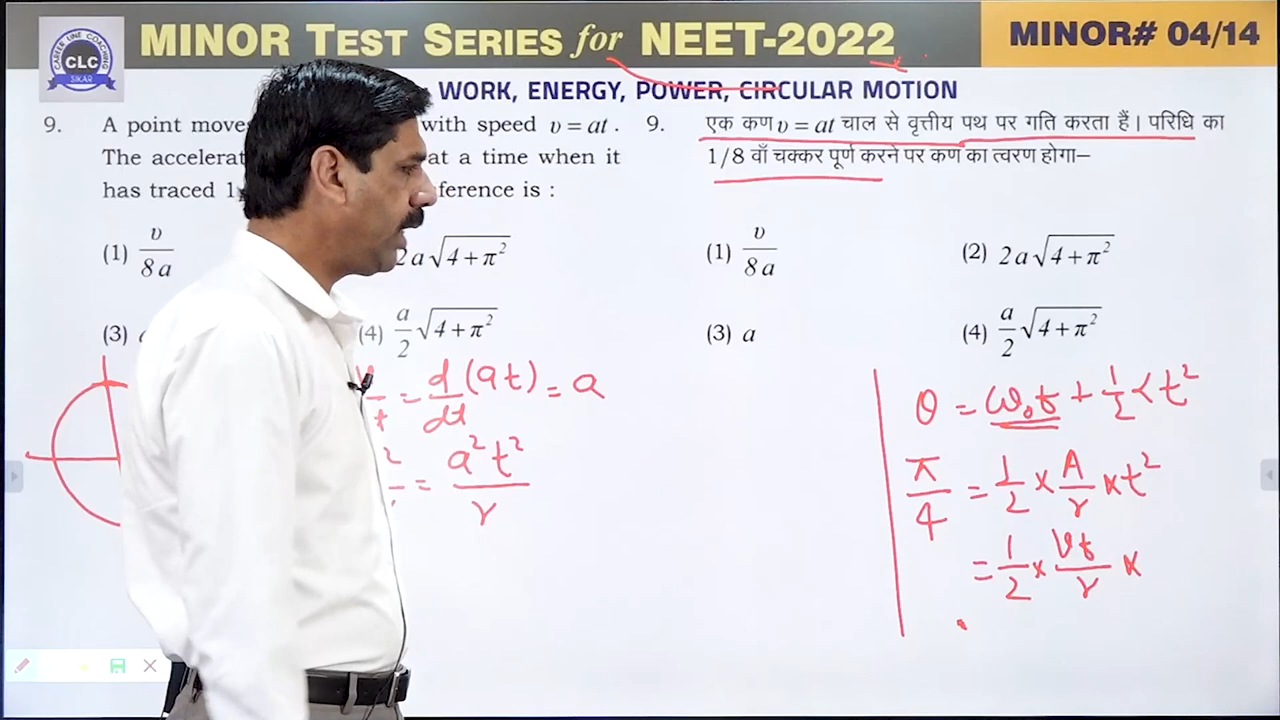 CAREER LINE COACHING
CLC
SIKAR
MINOR TEST SERIES for NEET-2022
MINOR# 04/14
WORK, ENERGY, POWER, CIRCULAR MOTION
9. A point move with speed v = at .
The accelerat at a time when it
has traced 1 ference is :
(1) v/8a
2a√(4+π²)
(3)
(4) a/2 √(4+π²)
9. एक कण v = at चाल से वृत्तीय पथ पर गति करता हैं। परिधि का
1/8 वाँ चक्कर पूर्ण करने पर कण का त्वरण होगा–
(1) v/8a
(2) 2a√(4+π²)
(3) a
(4) a/2 √(4+π²)
= d/dt (at) = a
= a²t²/r
θ = ω₀t + 1/2 αt²
π/4 = 1/2 × A/r × t²
= 1/2 × vt/r ×